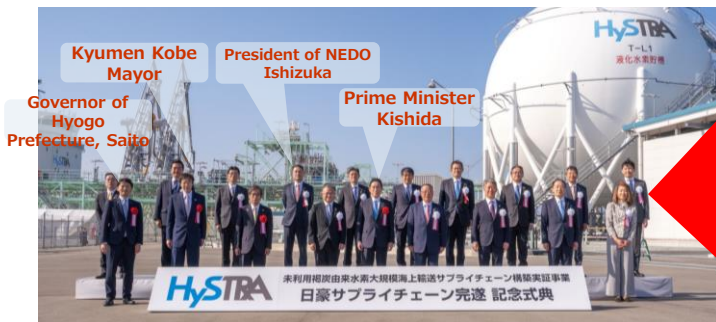 HySTRA
T-L1
液化水素貯槽
Kyumen Kobe
Mayor
President of NEDO
Ishizuka
Governor of
Hyogo
Prefecture, Saito
Prime Minister
Kishida
HySTRA 未利用褐炭由来水素大規模海上輸送サプライチェーン構築実証事業
日豪サプライチェーン完遂 記念式典